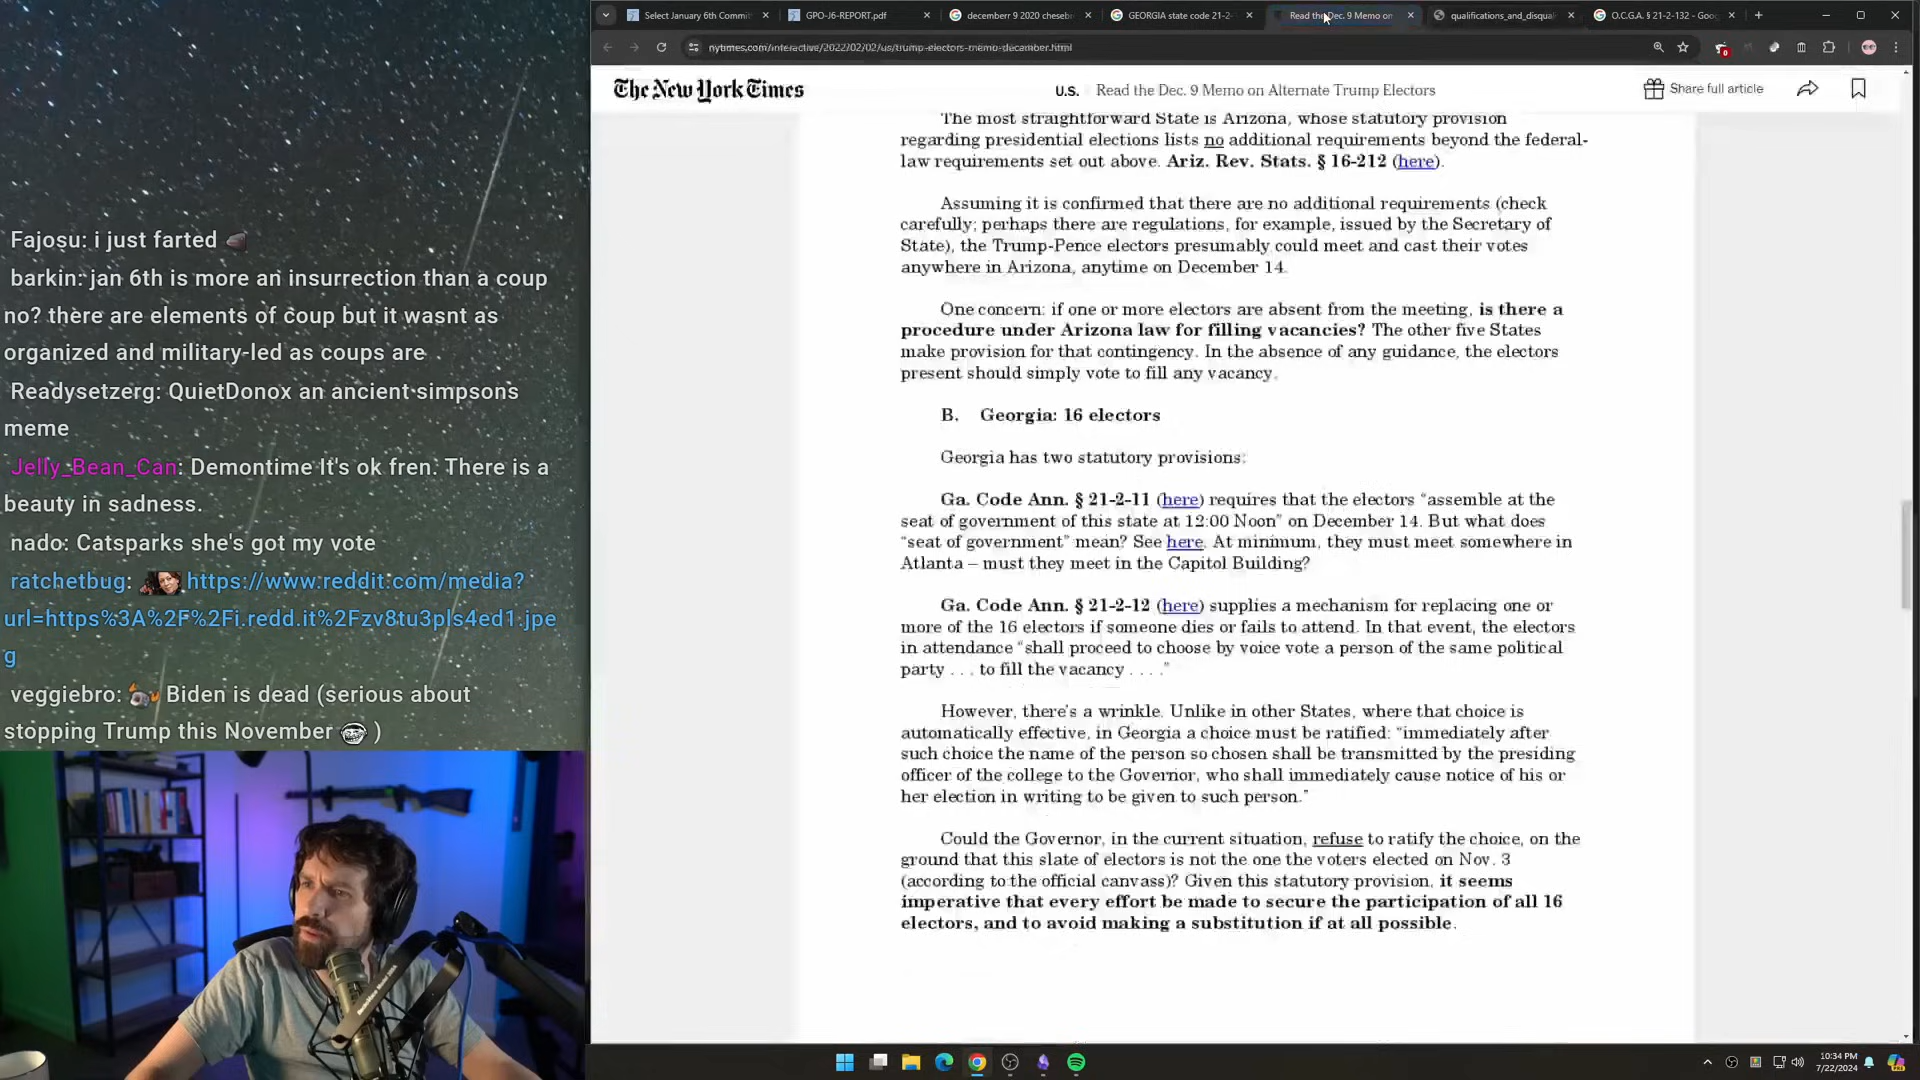 Select January 6th Commit
GPO-J6-REPORT.pdf
decemberr 9 2020 chesebr
GEORGIA state code 21-2-
Read the Dec. 9 Memo on
qualifications_and_disqual
O.C.G.A. § 21-2-132 - Goo
nytimes.com/interactive/2022/02/02/us/trump-electors-memo-december.html
0
The New York Times
U.S. Read the Dec. 9 Memo on Alternate Trump Electors
Share full article
The most straightforward State is Arizona, whose statutory provision
regarding presidential elections lists no additional requirements beyond the federal-
law requirements set out above. Ariz. Rev. Stats. § 16-212 (here).
Assuming it is confirmed that there are no additional requirements (check
carefully; perhaps there are regulations, for example, issued by the Secretary of
State), the Trump-Pence electors presumably could meet and cast their votes
anywhere in Arizona, anytime on December 14.
One concern: if one or more electors are absent from the meeting, is there a
procedure under Arizona law for filling vacancies? The other five States
make provision for that contingency. In the absence of any guidance, the electors
present should simply vote to fill any vacancy.
B. Georgia: 16 electors
Georgia has two statutory provisions:
Ga. Code Ann. § 21-2-11 (here) requires that the electors “assemble at the
seat of government of this state at 12:00 Noon” on December 14. But what does
“seat of government” mean? See here. At minimum, they must meet somewhere in
Atlanta – must they meet in the Capitol Building?
Ga. Code Ann. § 21-2-12 (here) supplies a mechanism for replacing one or
more of the 16 electors if someone dies or fails to attend. In that event, the electors
in attendance “shall proceed to choose by voice vote a person of the same political
party . . . to fill the vacancy . . . .”
However, there’s a wrinkle. Unlike in other States, where that choice is
automatically effective, in Georgia a choice must be ratified: “immediately after
such choice the name of the person so chosen shall be transmitted by the presiding
officer of the college to the Governor, who shall immediately cause notice of his or
her election in writing to be given to such person.”
Could the Governor, in the current situation, refuse to ratify the choice, on the
ground that this slate of electors is not the one the voters elected on Nov. 3
(according to the official canvass)? Given this statutory provision, it seems
imperative that every effort be made to secure the participation of all 16
electors, and to avoid making a substitution if at all possible.
Fajosu: i just farted
barkin: jan 6th is more an insurrection than a coup
no? there are elements of coup but it wasnt as
organized and military-led as coups are
Readysetzerg: QuietDonox an ancient simpsons
meme
Jelly_Bean_Can: Demontime It's ok fren. There is a
beauty in sadness.
nado: Catsparks she's got my vote
ratchetbug: https://www.reddit.com/media?
url=https%3A%2F%2Fi.redd.it%2Fzv8tu3pls4ed1.jpe
g
veggiebro: Biden is dead (serious about
stopping Trump this November )
10:34 PM
7/22/2024